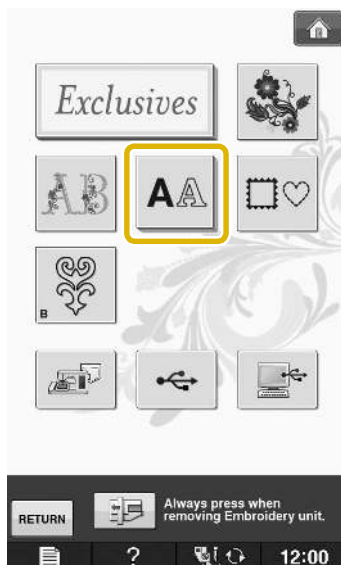 Exclusives
AB
AA
B
Always press when
removing Embroidery unit.
RETURN
?
12:00